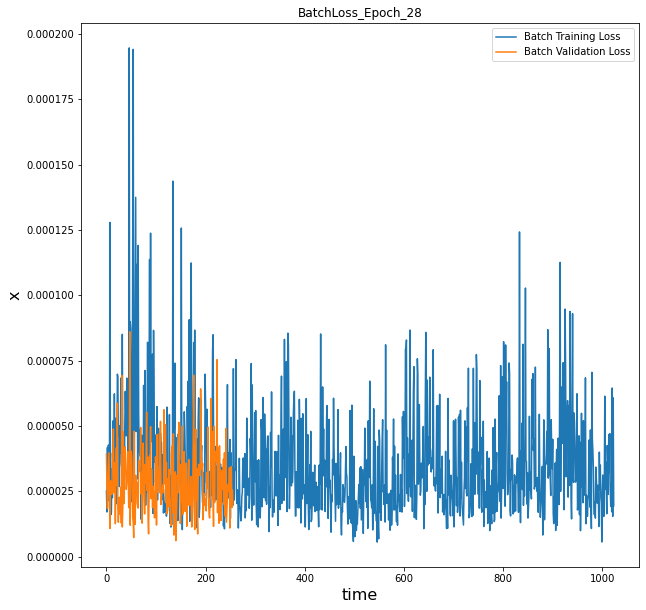 BatchLoss_Epoch_28
Batch Training Loss
Batch Validation Loss
0.000200
0.000175
0.000150
0.000125
0.000100
0.000075
0.000050
0.000025
0.000000
x
0 200 400 600 800 1000
time